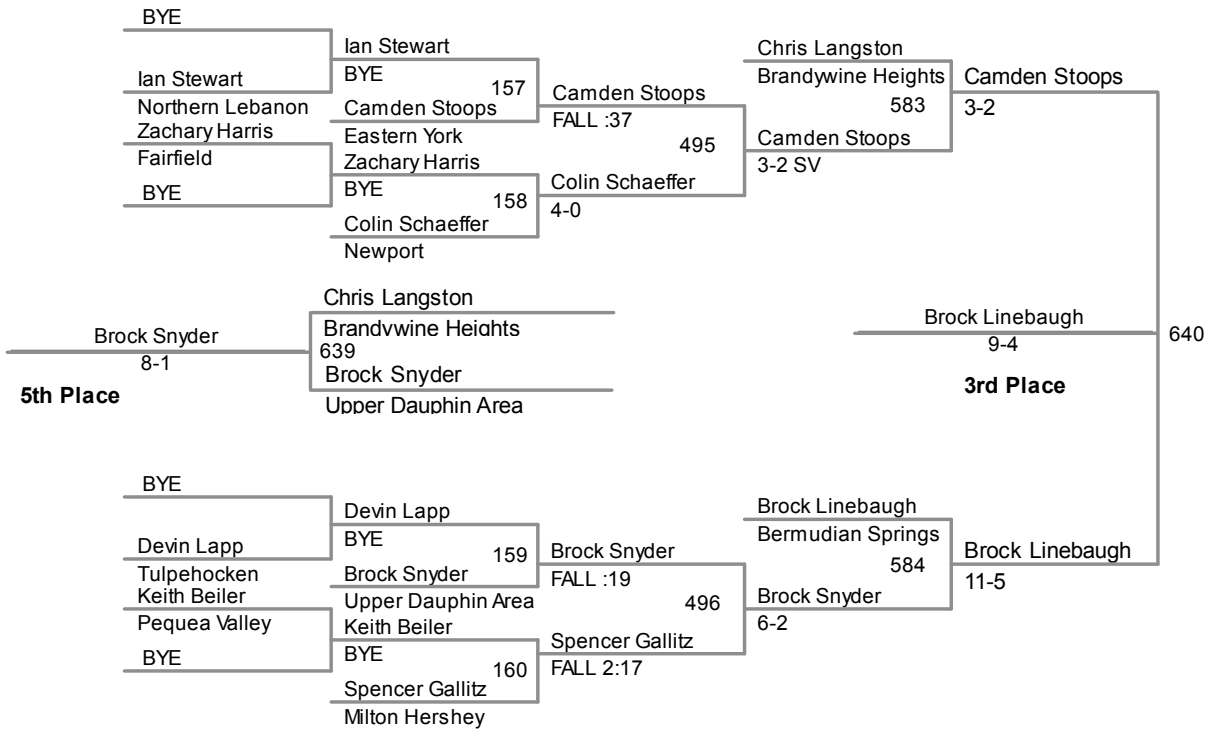 BYE
Ian Stewart
Chris Langston
Ian Stewart
BYE
157
Brandywine Heights
Camden Stoops
Northern Lebanon
Camden Stoops
Camden Stoops
583
3-2
Zachary Harris
Eastern York
FALL :37
495
Camden Stoops
Fairfield
Zachary Harris
3-2 SV
BYE
BYE
158
Colin Schaeffer
4-0
Colin Schaeffer
Newport
Chris Langston
Brandywine Heights
Brock Snyder
639
8-1
Brock Snyder
5th Place
Upper Dauphin Area
Brock Linebaugh
640
9-4
3rd Place
BYE
Devin Lapp
Brock Linebaugh
Devin Lapp
BYE
159
Bermudian Springs
Brock Linebaugh
Tulpehocken
Brock Snyder
Brock Snyder
584
11-5
Keith Beiler
Upper Dauphin Area
FALL :19
496
Brock Snyder
Pequea Valley
Keith Beiler
6-2
BYE
BYE
160
Spencer Gallitz
FALL 2:17
Spencer Gallitz
Milton Hershey